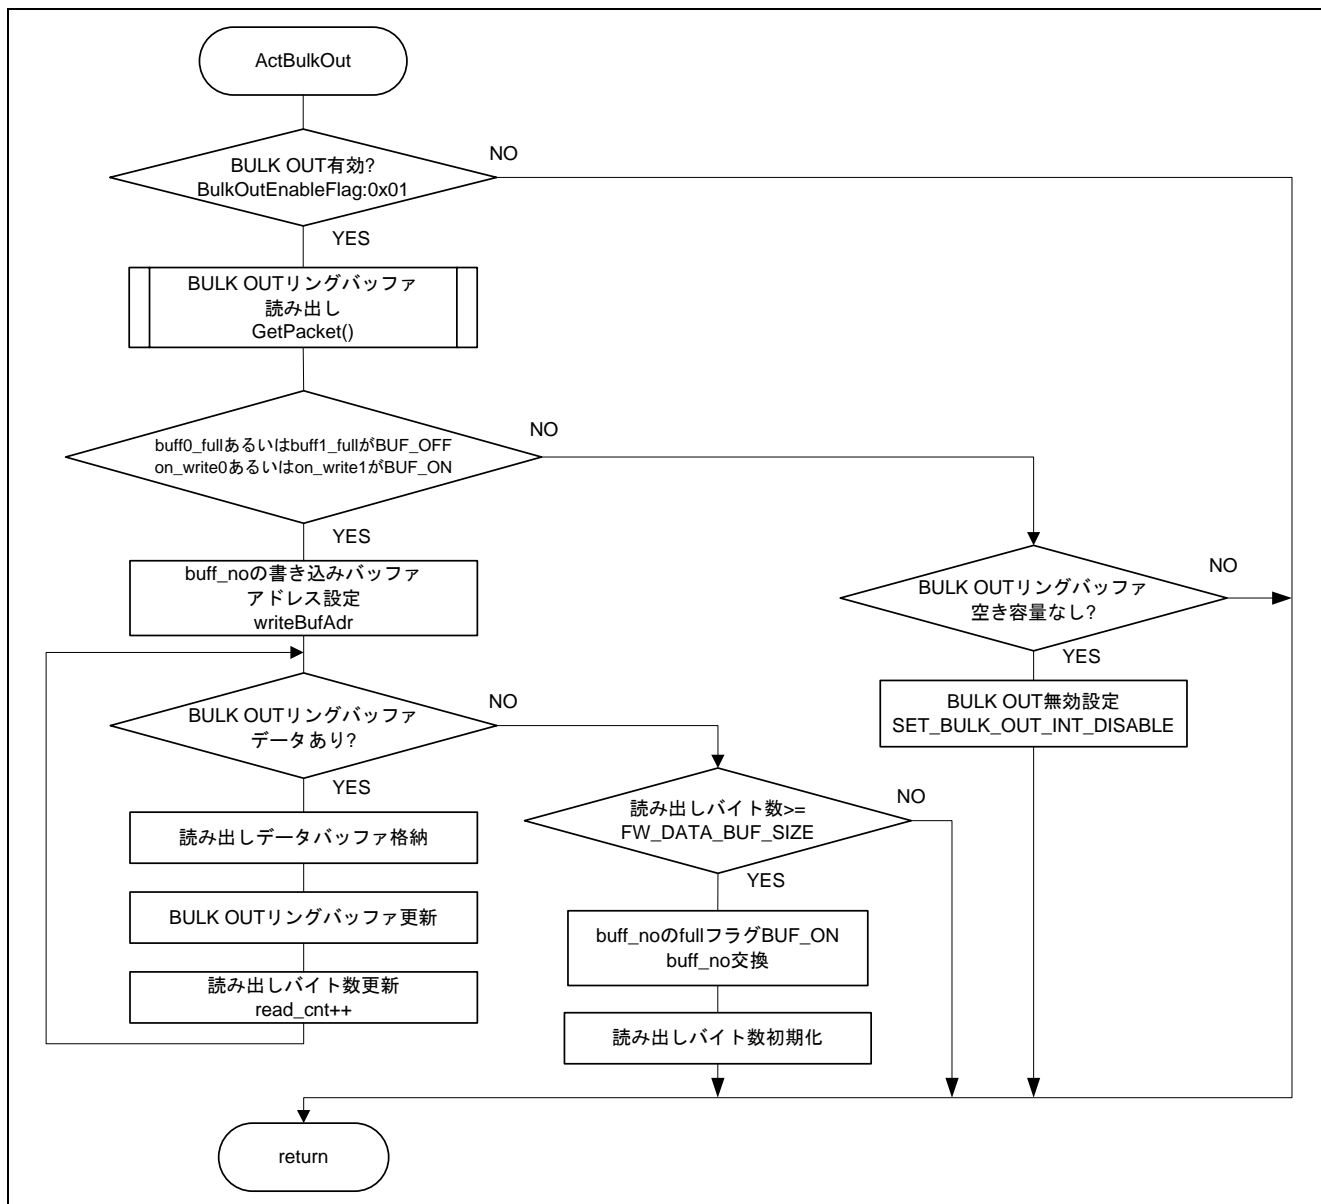 ActBulkOut
BULK OUT有効?
BulkOutEnableFlag:0x01
NO
YES
BULK OUTリングバッファ
読み出し
GetPacket()
buff0_fullあるいはbuff1_fullがBUF_OFF
on_write0あるいはon_write1がBUF_ON
NO
YES
buff_noの書き込みバッファ
アドレス設定
writeBufAdr
BULK OUTリングバッファ
空き容量なし?
NO
YES
BULK OUT無効設定
SET_BULK_OUT_INT_DISABLE
BULK OUTリングバッファ
データあり?
NO
YES
読み出しデータバッファ格納
BULK OUTリングバッファ更新
読み出しバイト数更新
read_cnt++
読み出しバイト数>=
FW_DATA_BUF_SIZE
NO
YES
buff_noのfullフラグBUF_ON
buff_no交換
読み出しバイト数初期化
return